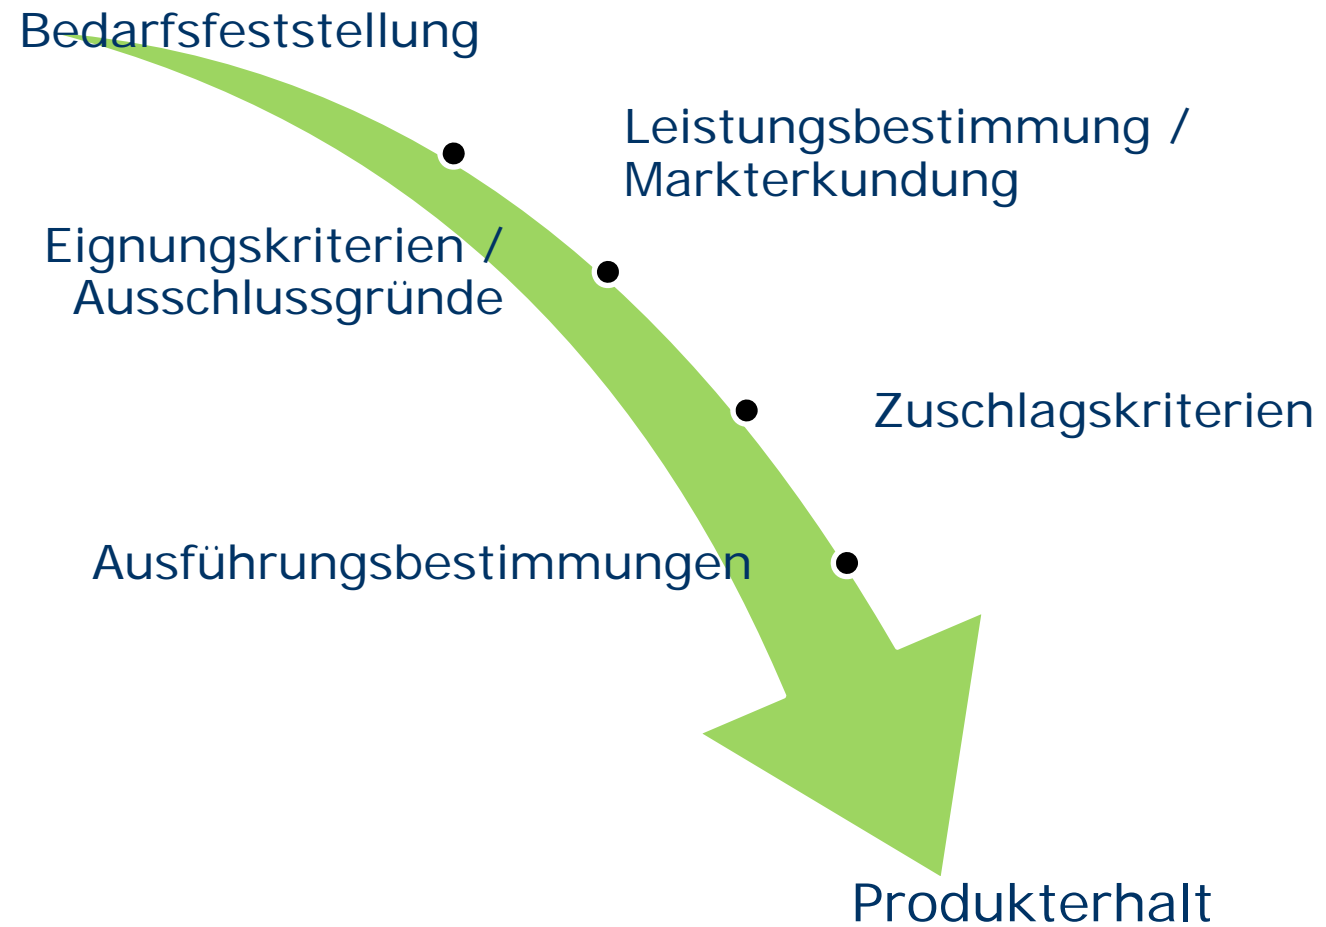 Bedarfsfeststellung
Leistungsbestimmung /
Markterkundung
Eignungskriterien /
Ausschlussgründe
Zuschlagskriterien
Ausführungsbestimmungen
Produkterhalt